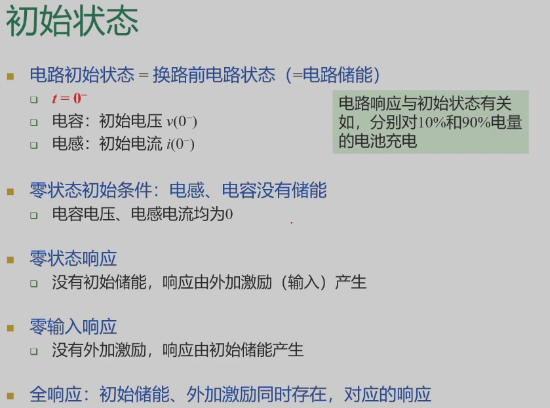 初始状态
电路初始状态 = 换路前电路状态（=电路储能）
t = 0⁻
电容：初始电压 v(0⁻)
电感：初始电流 i(0⁻)
电路响应与初始状态有关
如，分别对10%和90%电量
的电池充电
零状态初始条件：电感、电容没有储能
电容电压、电感电流均为0
零状态响应
没有初始储能，响应由外加激励（输入）产生
零输入响应
没有外加激励，响应由初始储能产生
全响应：初始储能、外加激励同时存在，对应的响应